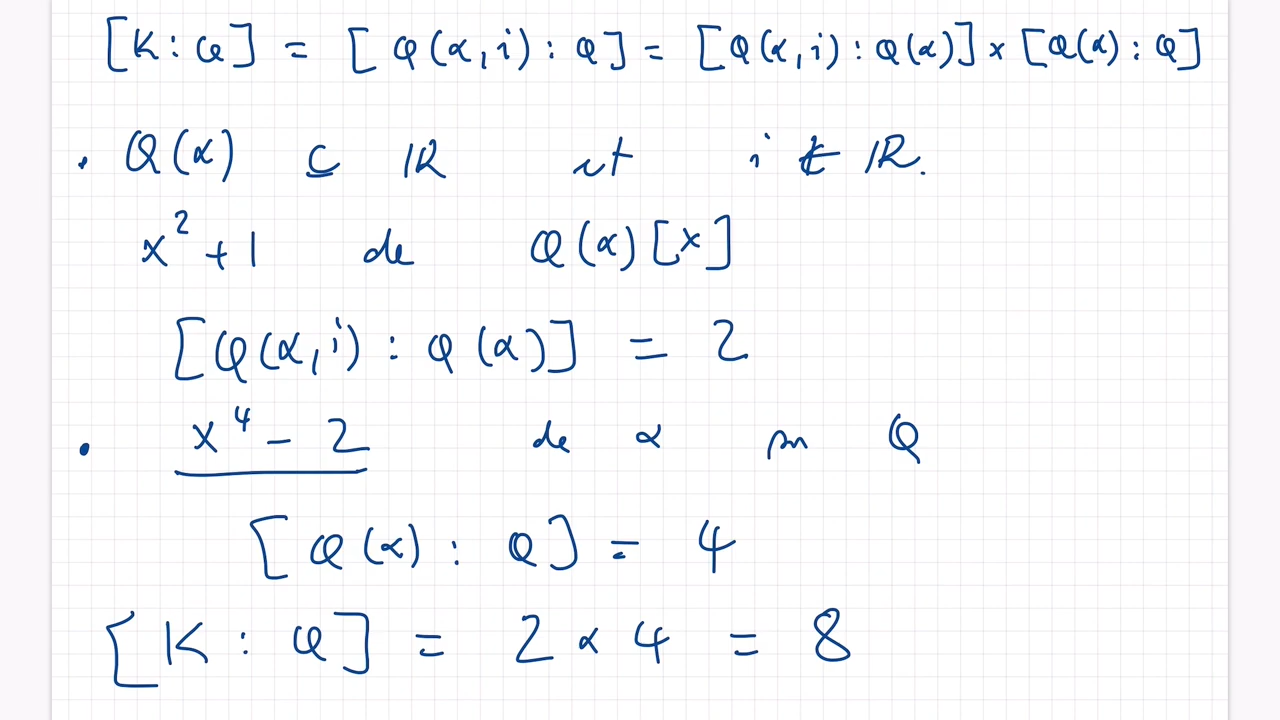 [K : Q] = [Q(α, i) : Q] = [Q(α, i) : Q(α)] × [Q(α) : Q]
• Q(α) ⊆ ℝ et i ∉ ℝ.
x² + 1 de Q(α)[x]
[Q(α, i) : Q(α)] = 2
• x⁴ − 2 de α sur Q
[Q(α) : Q] = 4
[K : Q] = 2 × 4 = 8